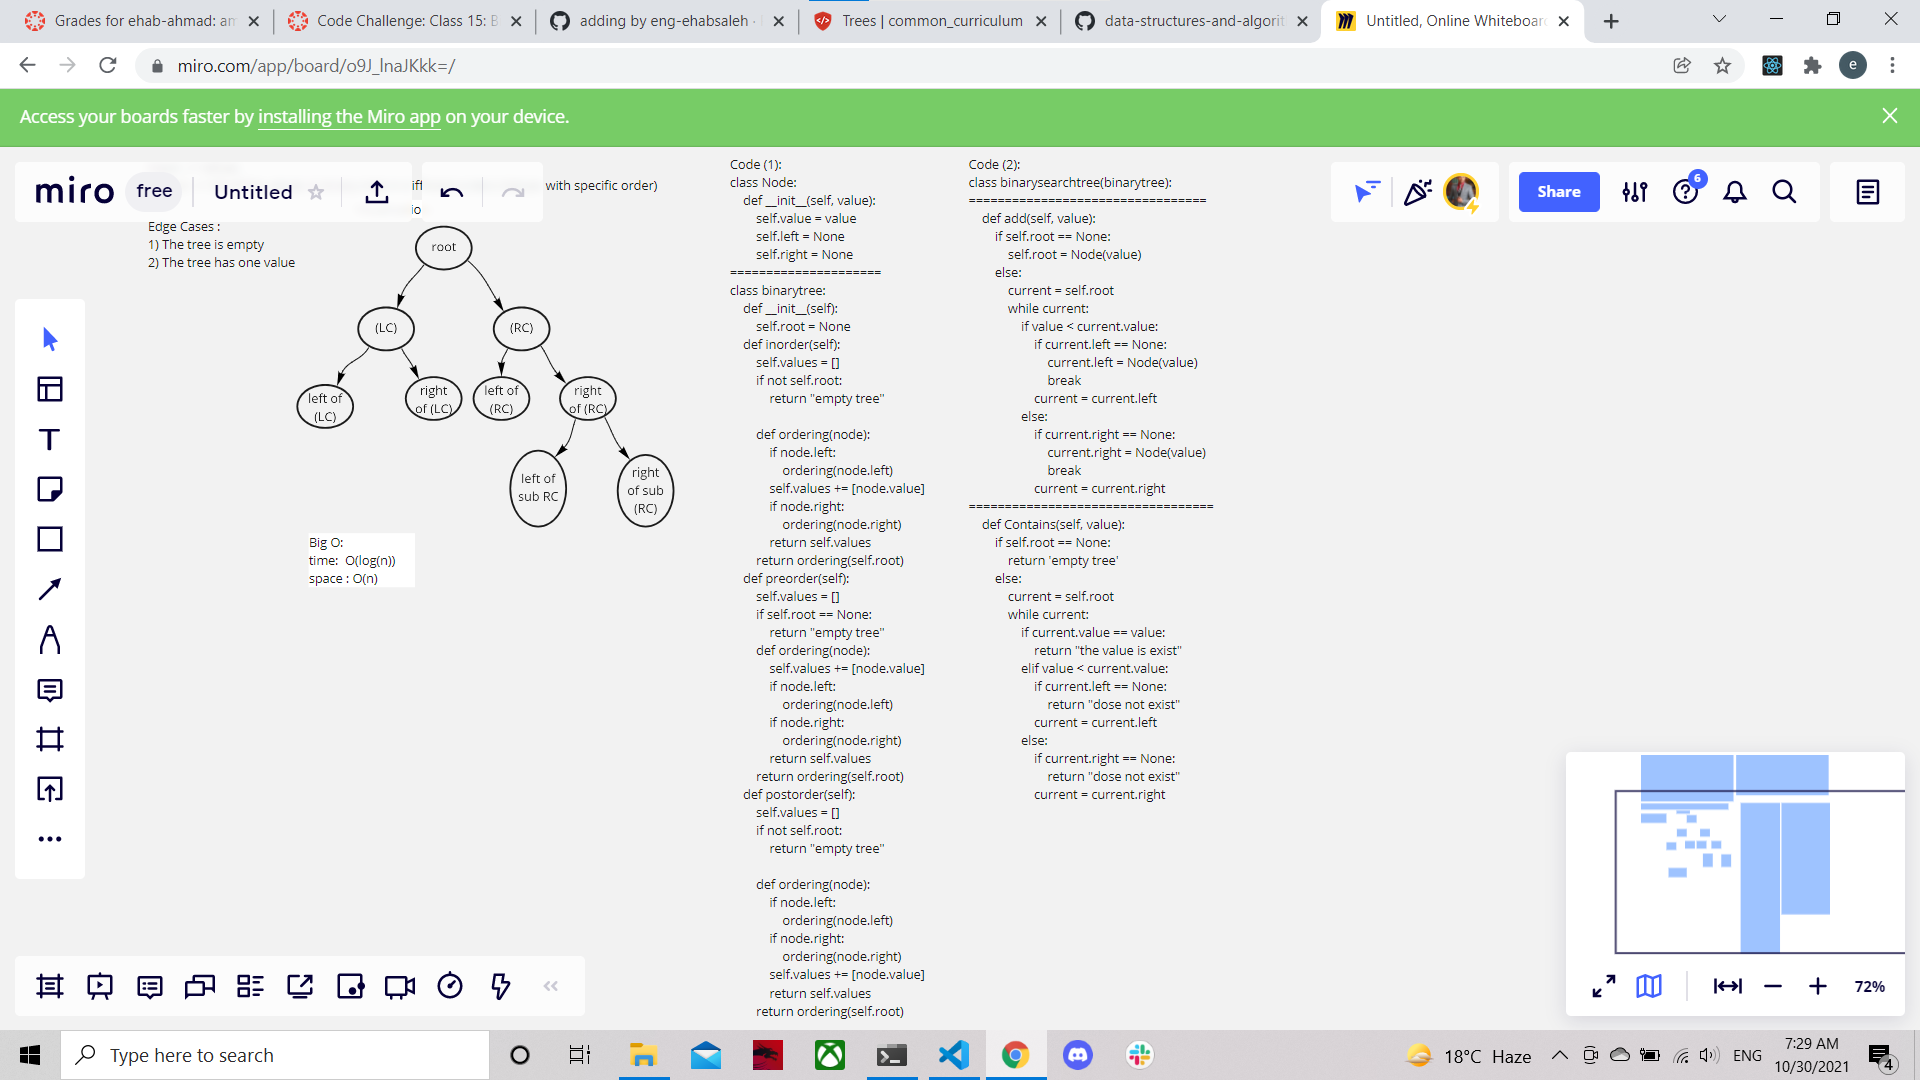 Grades for ehab-ahmad: am
Code Challenge: Class 15: B
adding by eng-ehabsaleh ·
Trees | common_curriculum
data-structures-and-algorit
Untitled, Online Whiteboard
miro.com/app/board/o9J_lnaJKkk=/
e
Access your boards faster by installing the Miro app on your device.
miro
free
Untitled
with specific order)
io
Share
6
Edge Cases :
1) The tree is empty
2) The tree has one value
root
(LC)
(RC)
left of
(LC)
right
of (LC)
left of
(RC)
right
of (RC)
left of
sub RC
right
of sub
(RC)
Big O:
time:  O(log(n))
space : O(n)
Code (1):
class Node:
def __init__(self, value):
self.value = value
self.left = None
self.right = None
=====================
class binarytree:
def __init__(self):
self.root = None
def inorder(self):
self.values = []
if not self.root:
return "empty tree"
def ordering(node):
if node.left:
ordering(node.left)
self.values += [node.value]
if node.right:
ordering(node.right)
return self.values
return ordering(self.root)
def preorder(self):
self.values = []
if self.root == None:
return "empty tree"
def ordering(node):
self.values += [node.value]
if node.left:
ordering(node.left)
if node.right:
ordering(node.right)
return self.values
return ordering(self.root)
def postorder(self):
self.values = []
if not self.root:
return "empty tree"
def ordering(node):
if node.left:
ordering(node.left)
if node.right:
ordering(node.right)
self.values += [node.value]
return self.values
return ordering(self.root)
Code (2):
class binarysearchtree(binarytree):
=================================
def add(self, value):
if self.root == None:
self.root = Node(value)
else:
current = self.root
while current:
if value < current.value:
if current.left == None:
current.left = Node(value)
break
current = current.left
else:
if current.right == None:
current.right = Node(value)
break
current = current.right
==================================
def Contains(self, value):
if self.root == None:
return 'empty tree'
else:
current = self.root
while current:
if current.value == value:
return "the value is exist"
elif value < current.value:
if current.left == None:
return "dose not exist"
current = current.left
else:
if current.right == None:
return "dose not exist"
current = current.right
72%
Type here to search
18°C Haze
ENG
7:29 AM
10/30/2021
4